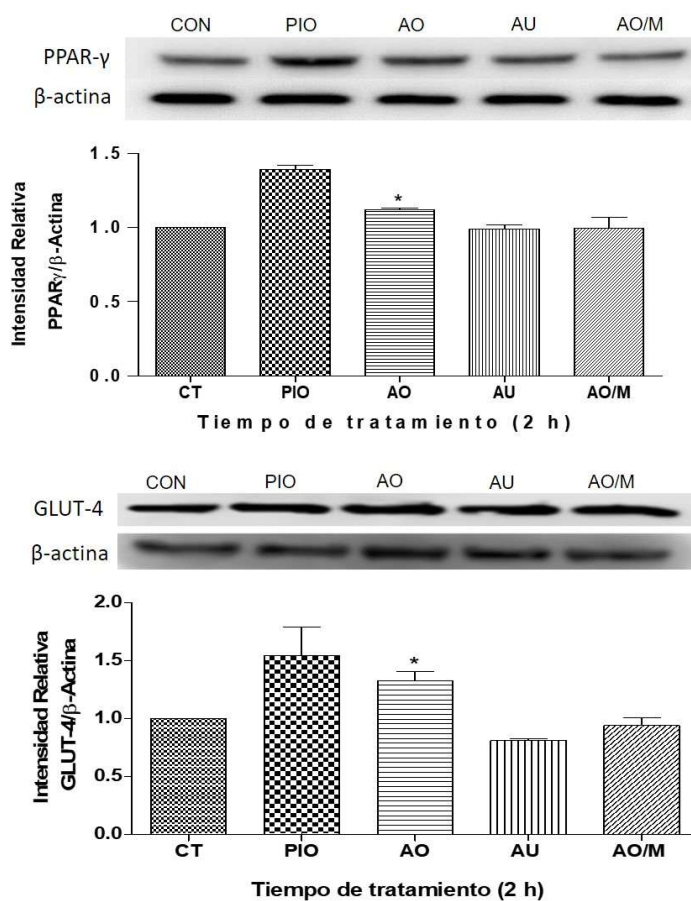 CON PIO AO AU AO/M
PPAR-γ
β-actina
Intensidad Relativa
PPARγ/β-Actina
1.5
1.0
0.5
0.0
*
CT PIO AO AU AO/M
Tiempo de tratamiento (2 h)
CON PIO AO AU AO/M
GLUT-4
β-actina
Intensidad Relativa
GLUT-4/β-Actina
2.0
1.5
1.0
0.5
0.0
*
CT PIO AO AU AO/M
Tiempo de tratamiento (2 h)